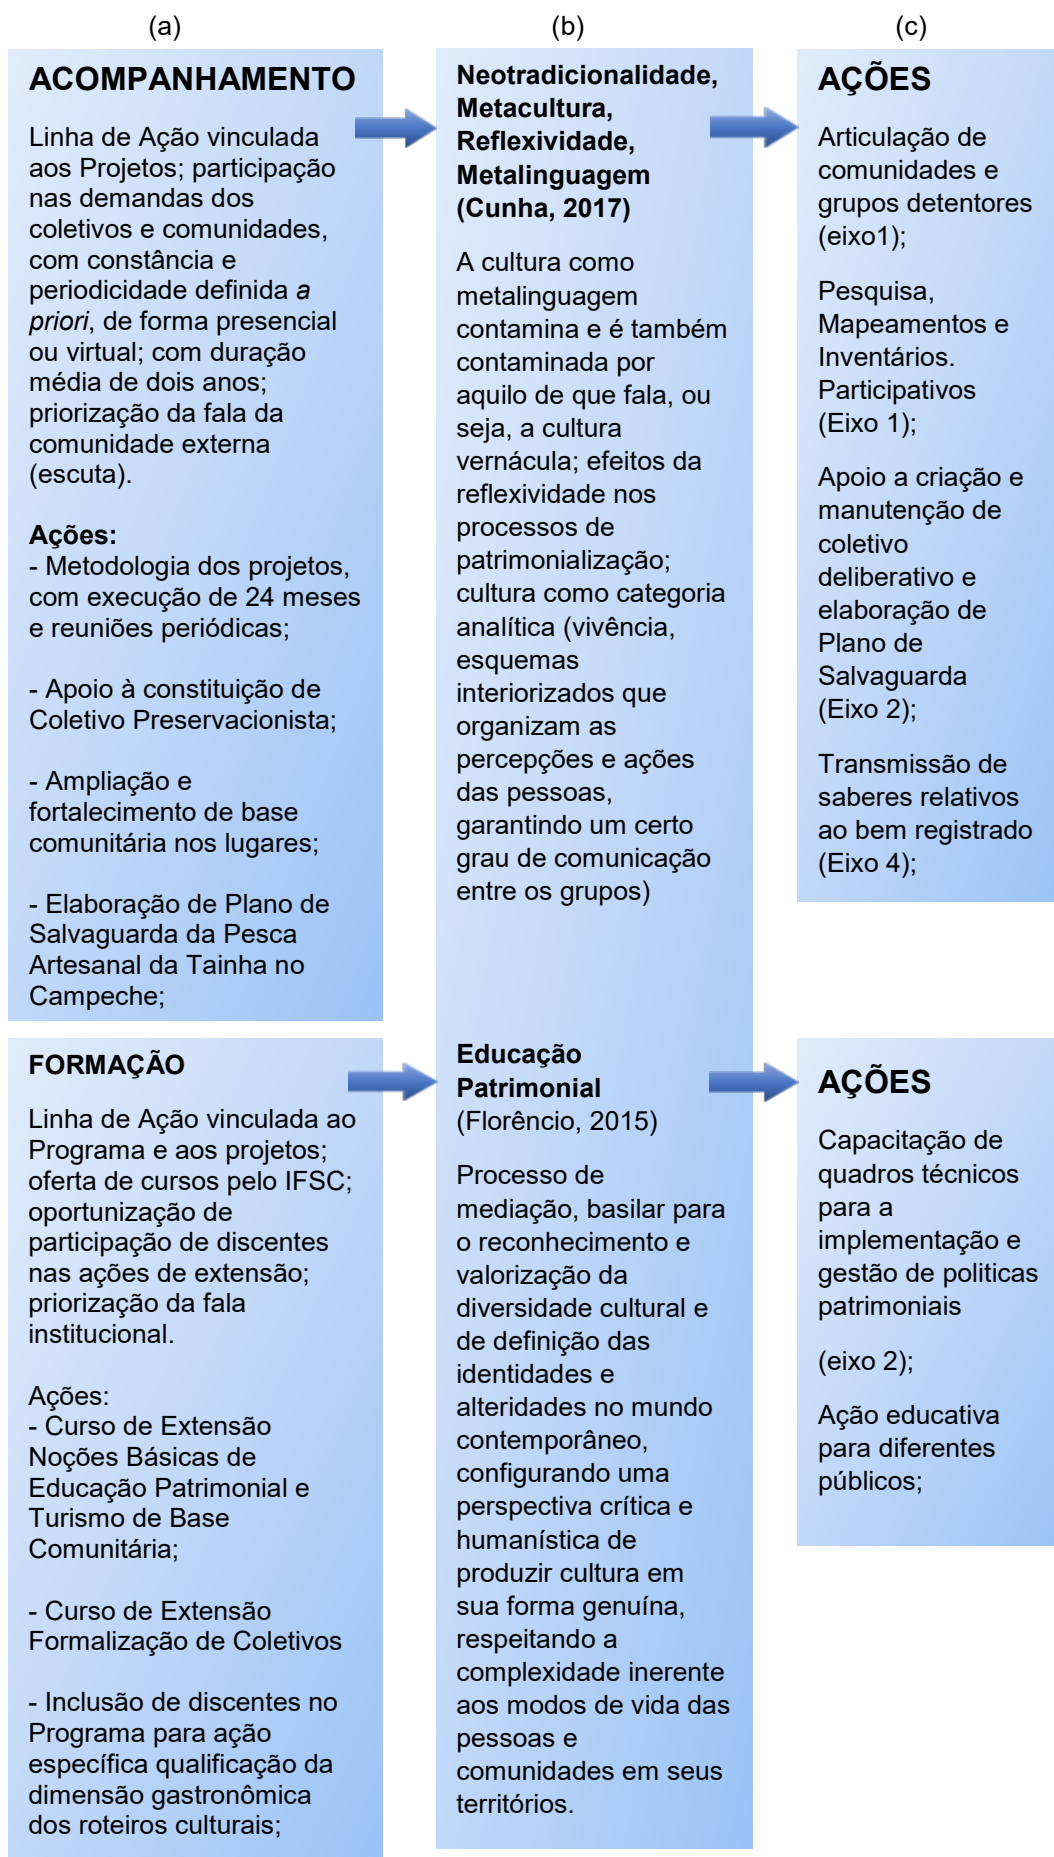 (a)
(b)
(c)
ACOMPANHAMENTO
Linha de Ação vinculada
aos Projetos; participação
nas demandas dos
coletivos e comunidades,
com constância e
periodicidade definida a
priori, de forma presencial
ou virtual; com duração
média de dois anos;
priorização da fala da
comunidade externa
(escuta).
Ações:
- Metodologia dos projetos,
com execução de 24 meses
e reuniões periódicas;
- Apoio à constituição de
Coletivo Preservacionista;
- Ampliação e
fortalecimento de base
comunitária nos lugares;
- Elaboração de Plano de
Salvaguarda da Pesca
Artesanal da Tainha no
Campeche;
Neotradicionalidade,
Metacultura,
Reflexividade,
Metalinguagem
(Cunha, 2017)
A cultura como
metalinguagem
contamina e é também
contaminada por
aquilo de que fala, ou
seja, a cultura
vernácula; efeitos da
reflexividade nos
processos de
patrimonialização;
cultura como categoria
analítica (vivência,
esquemas
interiorizados que
organizam as
percepções e ações
das pessoas,
garantindo um certo
grau de comunicação
entre os grupos)
AÇÕES
Articulação de
comunidades e
grupos detentores
(eixo1);
Pesquisa,
Mapeamentos e
Inventários.
Participativos
(Eixo 1);
Apoio a criação e
manutenção de
coletivo
deliberativo e
elaboração de
Plano de
Salvaguarda
(Eixo 2);
Transmissão de
saberes relativos
ao bem registrado
(Eixo 4);
FORMAÇÃO
Linha de Ação vinculada ao
Programa e aos projetos;
oferta de cursos pelo IFSC;
oportunização de
participação de discentes
nas ações de extensão;
priorização da fala
institucional.
Ações:
- Curso de Extensão
Noções Básicas de
Educação Patrimonial e
Turismo de Base
Comunitária;
- Curso de Extensão
Formalização de Coletivos
- Inclusão de discentes no
Programa para ação
específica qualificação da
dimensão gastronômica
dos roteiros culturais;
Educação
Patrimonial
(Florêncio, 2015)
Processo de
mediação, basilar para
o reconhecimento e
valorização da
diversidade cultural e
de definição das
identidades e
alteridades no mundo
contemporâneo,
configurando uma
perspectiva crítica e
humanística de
produzir cultura em
sua forma genuína,
respeitando a
complexidade inerente
aos modos de vida das
pessoas e
comunidades em seus
territórios.
AÇÕES
Capacitação de
quadros técnicos
para a
implementação e
gestão de politicas
patrimoniais
(eixo 2);
Ação educativa
para diferentes
públicos;